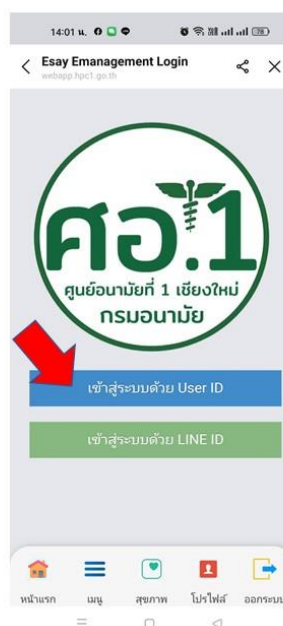 14:01 น.
78
Esay Emanagement Login
webapp.hpc1.go.th
ศอ.1
ศูนย์อนามัยที่ 1 เชียงใหม่
กรมอนามัย
เข้าสู่ระบบด้วย User ID
เข้าสู่ระบบด้วย LINE ID
หน้าแรก เมนู สุขภาพ โปรไฟล์ ออกระบบ